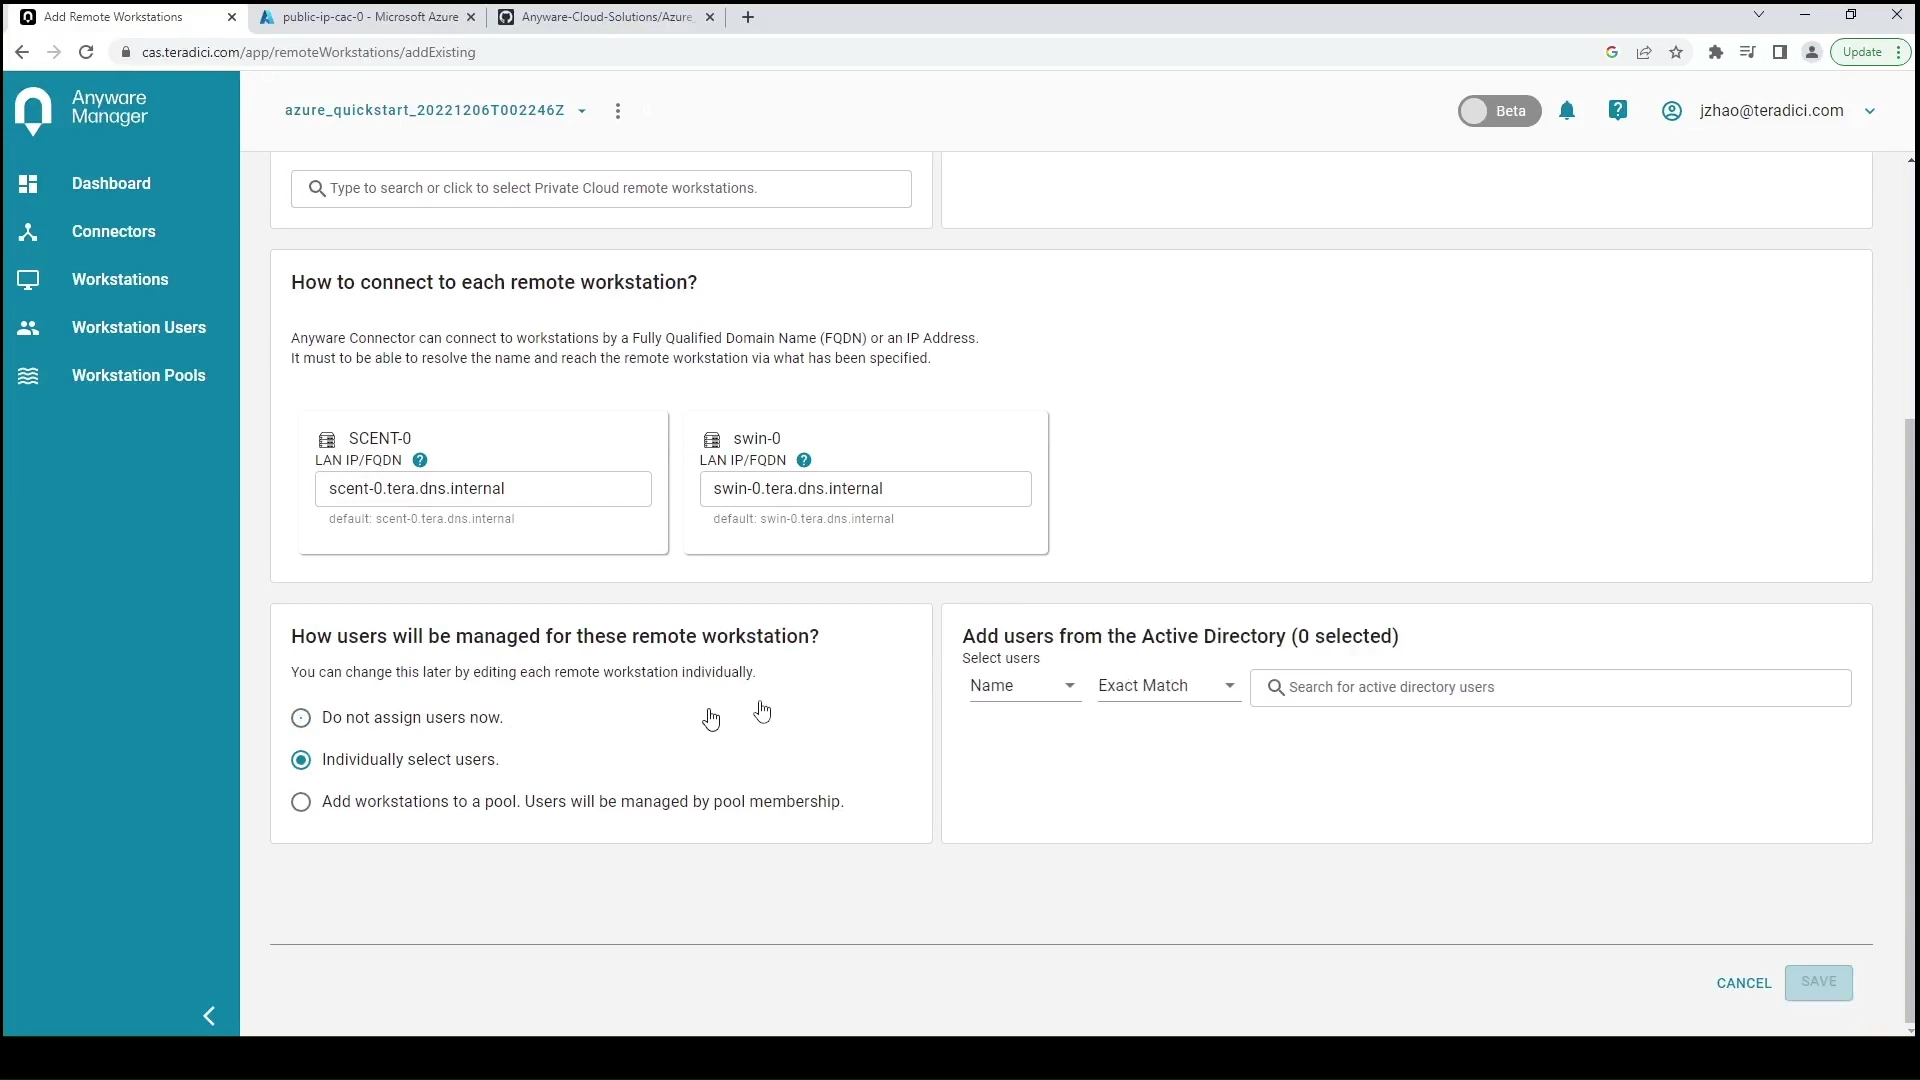 Add Remote Workstations
public-ip-cac-0 - Microsoft Azure
Anyware-Cloud-Solutions/Azure_
cas.teradici.com/app/remoteWorkstations/addExisting
Update
Anyware
Manager
azure_quickstart_20221206T002246Z
Beta
jzhao@teradici.com
Dashboard
Connectors
Workstations
Workstation Users
Workstation Pools
Type to search or click to select Private Cloud remote workstations.
How to connect to each remote workstation?
Anyware Connector can connect to workstations by a Fully Qualified Domain Name (FQDN) or an IP Address.
It must to be able to resolve the name and reach the remote workstation via what has been specified.
SCENT-0
LAN IP/FQDN ?
scent-0.tera.dns.internal
default: scent-0.tera.dns.internal
swin-0
LAN IP/FQDN ?
swin-0.tera.dns.internal
default: swin-0.tera.dns.internal
How users will be managed for these remote workstation?
You can change this later by editing each remote workstation individually.
Do not assign users now.
Individually select users.
Add workstations to a pool. Users will be managed by pool membership.
Add users from the Active Directory (0 selected)
Select users
Name
Exact Match
Search for active directory users
CANCEL
SAVE